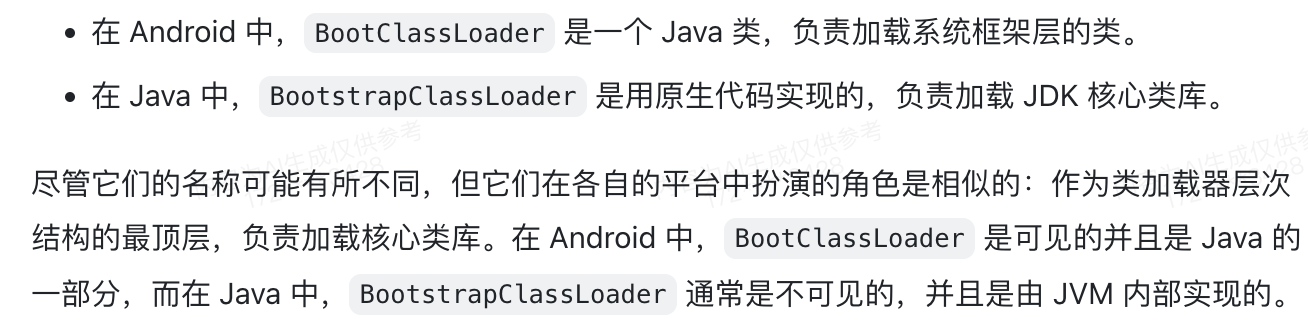 • 在 Android 中，BootClassLoader 是一个 Java 类，负责加载系统框架层的类。
• 在 Java 中，BootstrapClassLoader 是用原生代码实现的，负责加载 JDK 核心类库。
尽管它们的名称可能有所不同，但它们在各自的平台中扮演的角色是相似的：作为类加载器层次
结构的最顶层，负责加载核心类库。在 Android 中，BootClassLoader 是可见的并且是 Java 的
一部分，而在 Java 中，BootstrapClassLoader 通常是不可见的，并且是由 JVM 内部实现的。